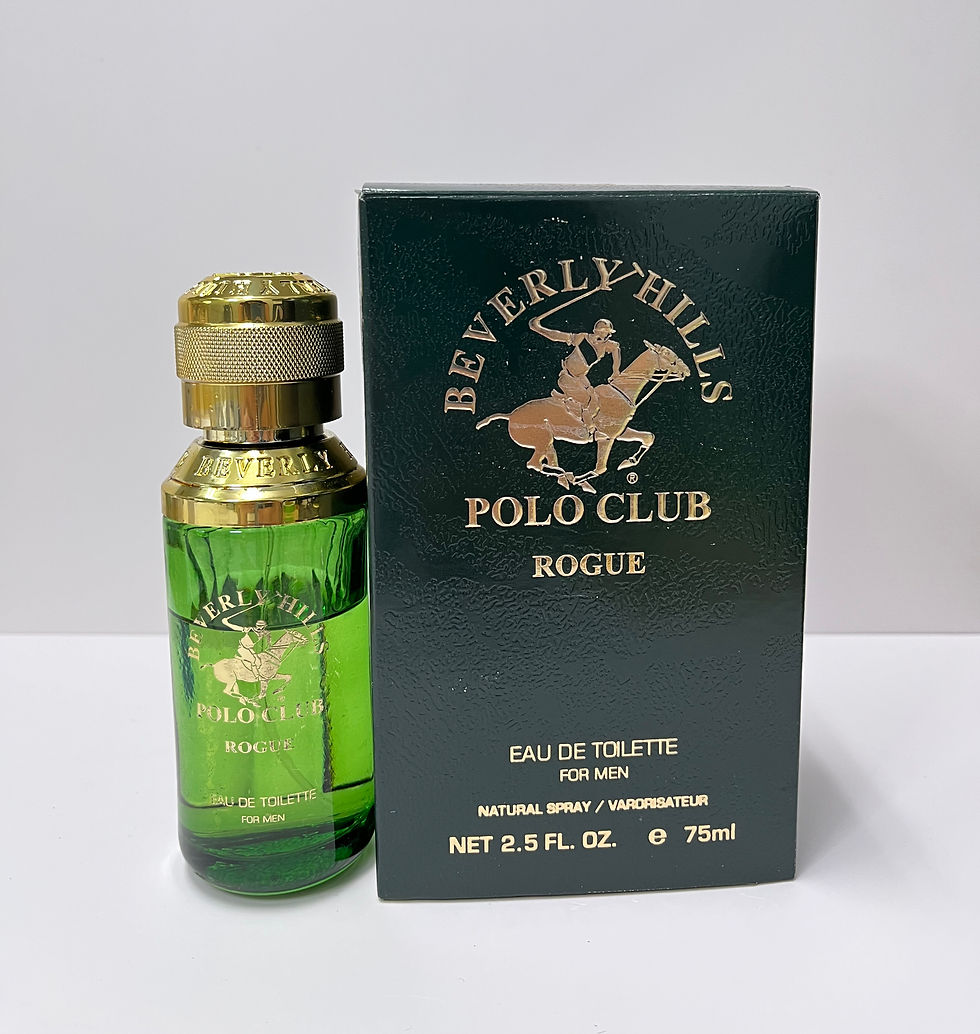 BEVERLY
BEVERLY HILLS
POLO CLUB
ROGUE
EAU DE TOILETTE
FOR MEN
BEVERLY HILLS
®
POLO CLUB
ROGUE
EAU DE TOILETTE
FOR MEN
NATURAL SPRAY / VAPORISATEUR
NET 2.5 FL. OZ. e 75ml